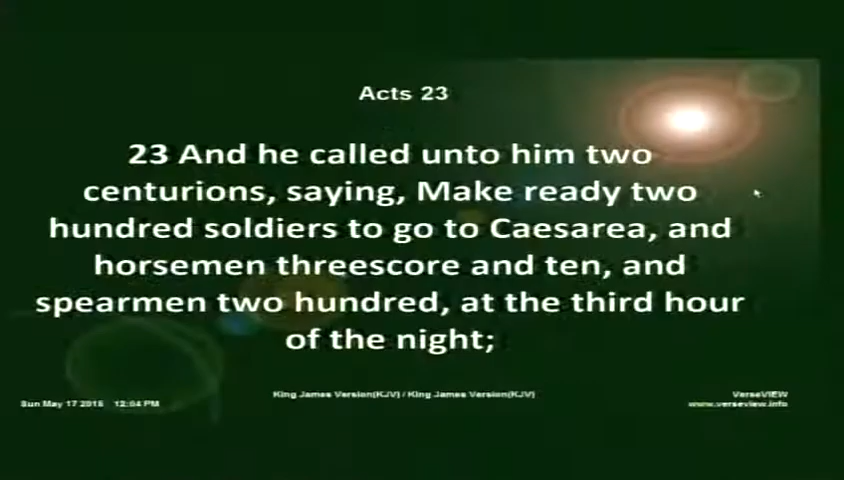 Acts 23
23 And he called unto him two
centurions, saying, Make ready two
hundred soldiers to go to Caesarea, and
horsemen threescore and ten, and
spearmen two hundred, at the third hour
of the night;
King James Version(KJV) / King James Version(KJV)
VerseVIEW
Sun May 17 2015 12:04 PM
www.verseview.info